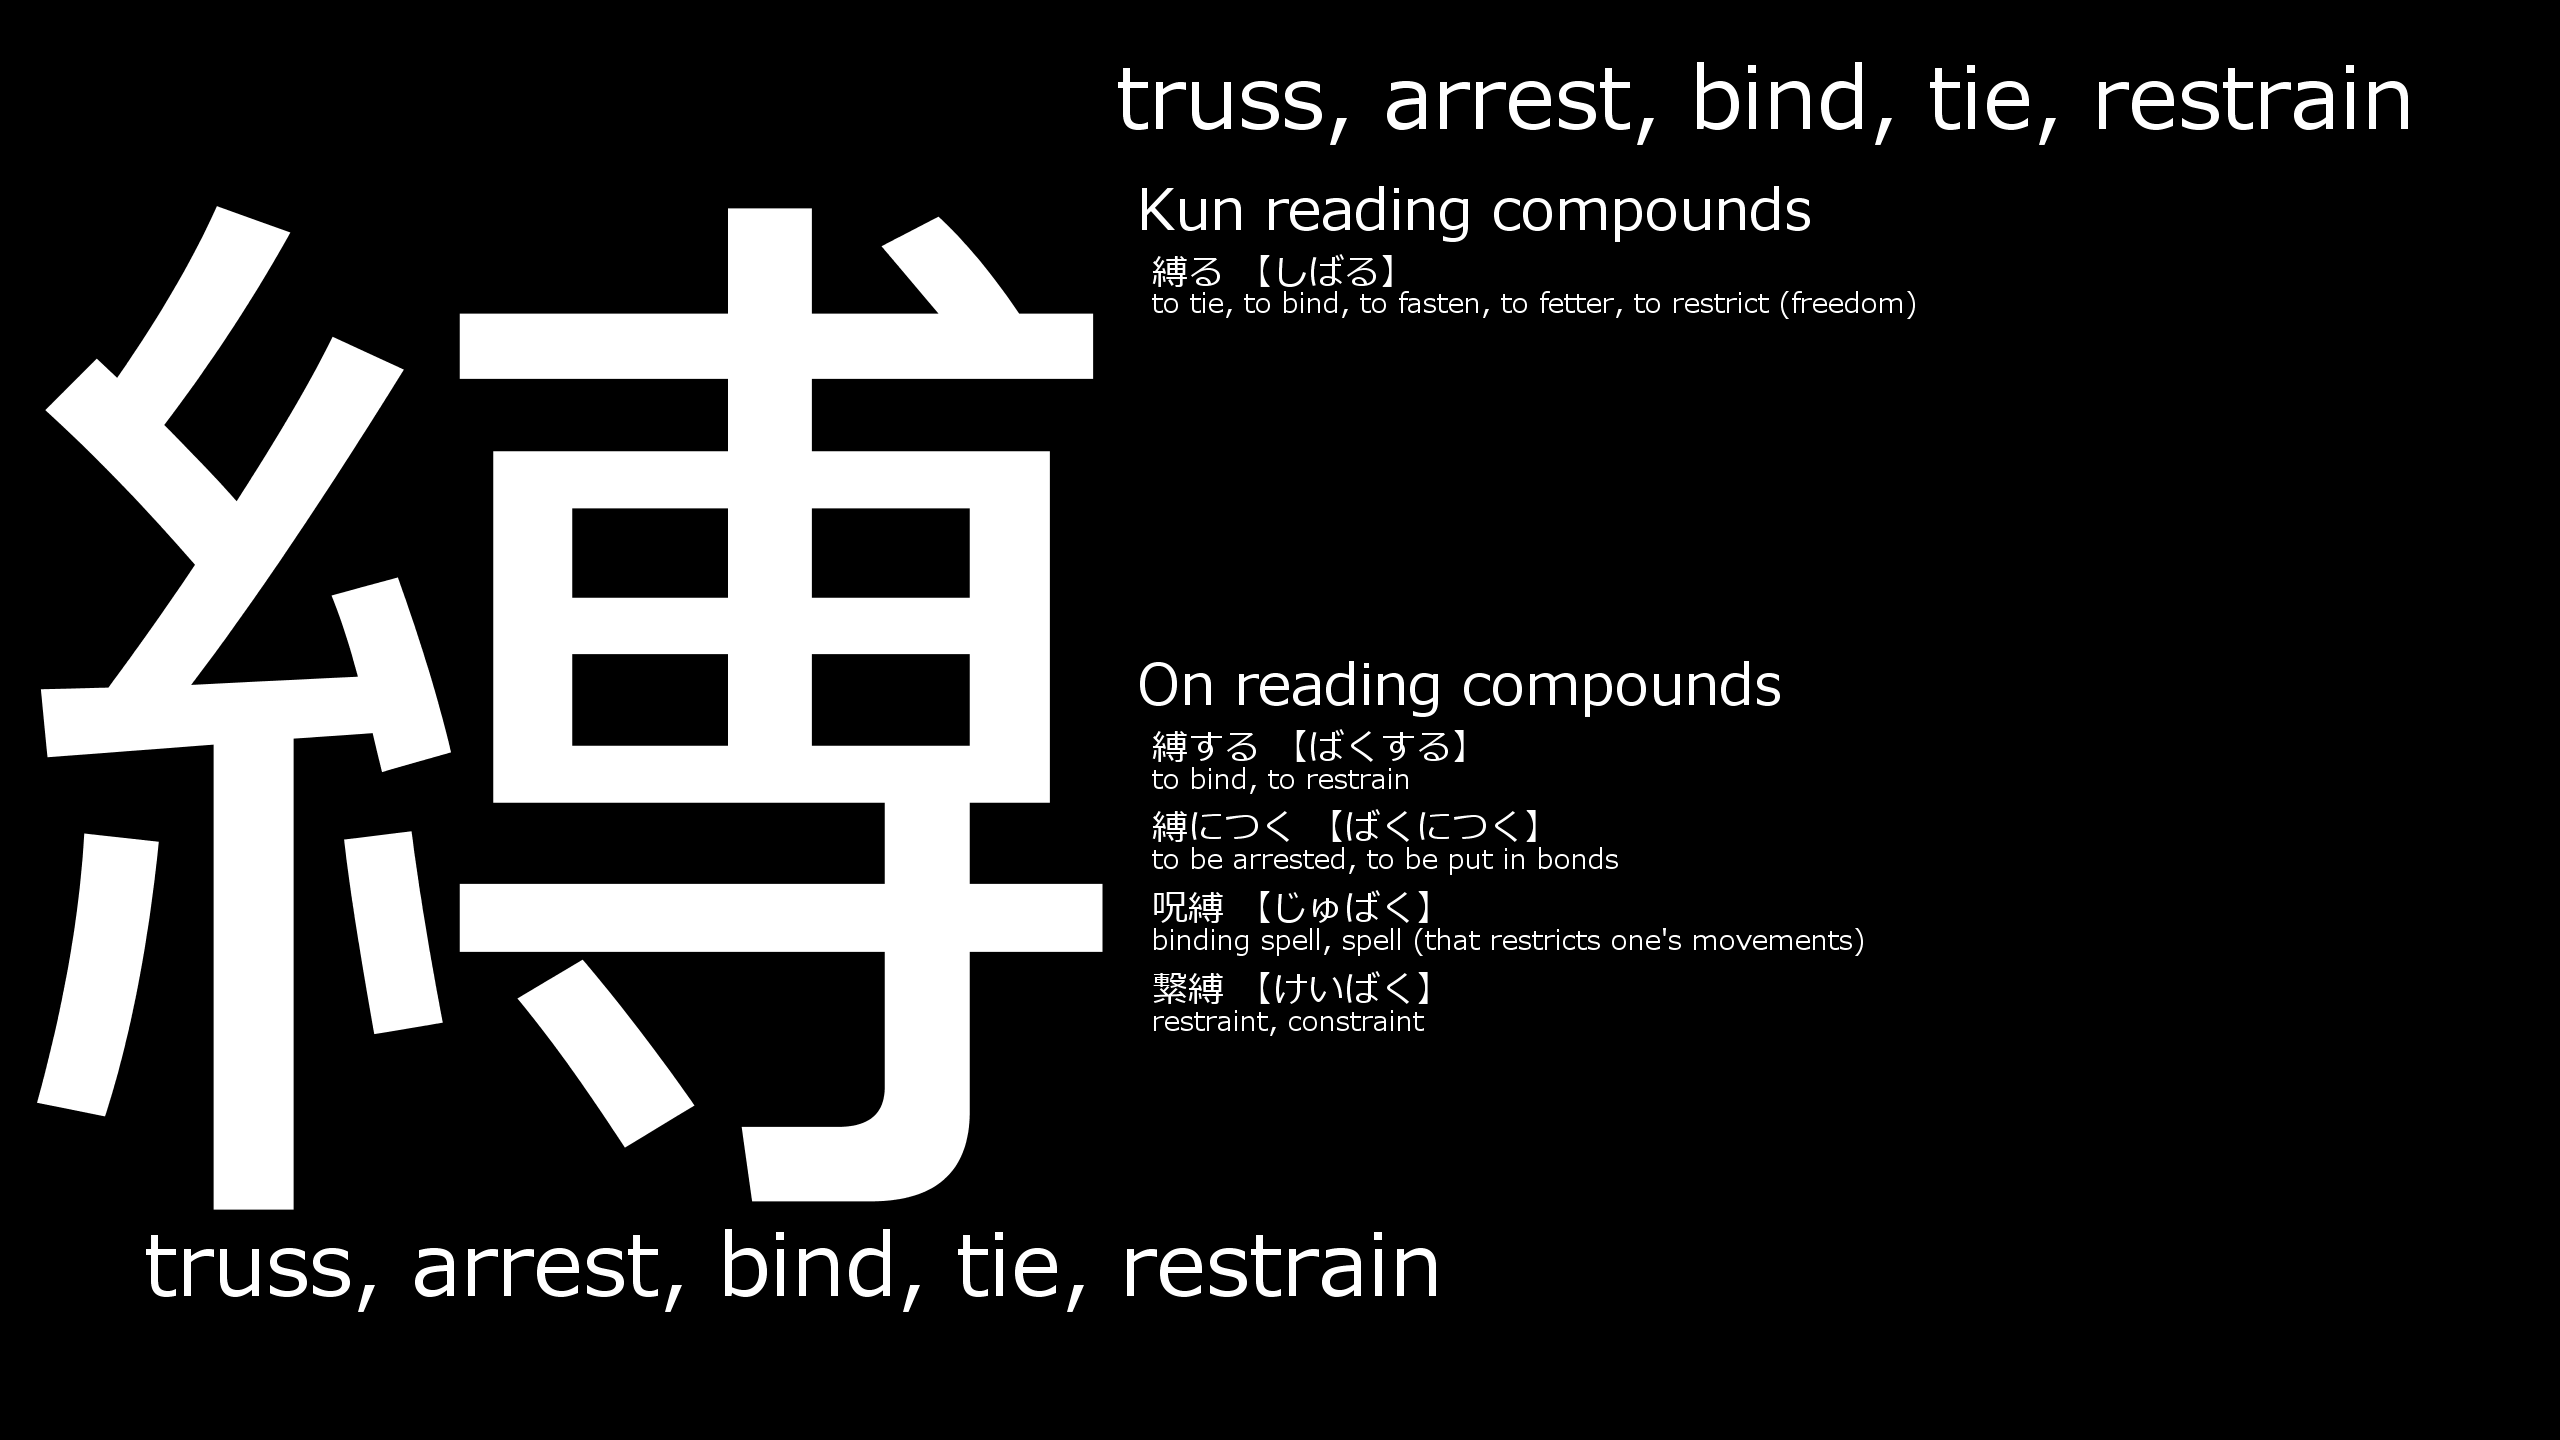 縛
truss, arrest, bind, tie, restrain
truss, arrest, bind, tie, restrain
Kun reading compounds
縛る 【しばる】
to tie, to bind, to fasten, to fetter, to restrict (freedom)
On reading compounds
縛する 【ばくする】
to bind, to restrain
縛につく 【ばくにつく】
to be arrested, to be put in bonds
呪縛 【じゅばく】
binding spell, spell (that restricts one's movements)
繋縛 【けいばく】
restraint, constraint